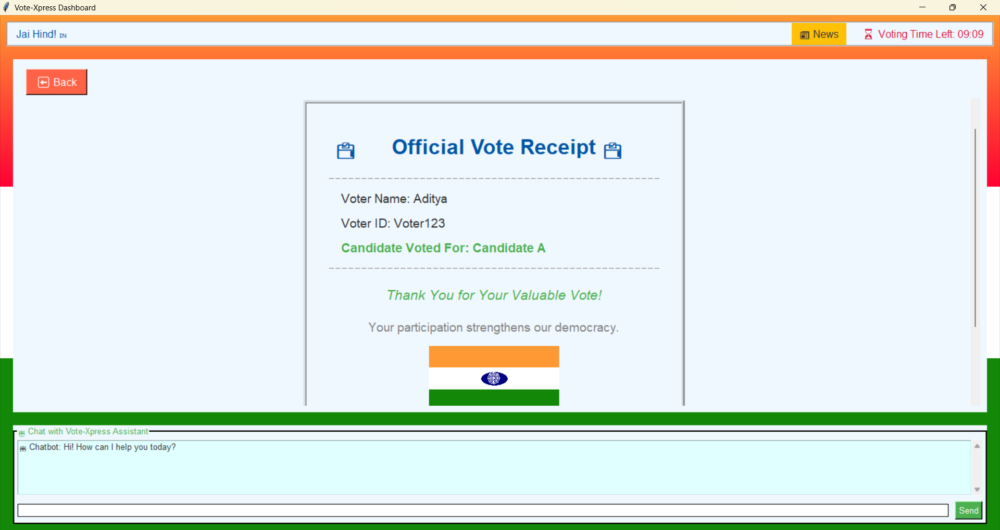 Vote-Xpress Dashboard
Jai Hind! IN
News
Voting Time Left: 09:09
Back
Official Vote Receipt
Voter Name: Aditya
Voter ID: Voter123
Candidate Voted For: Candidate A
Thank You for Your Valuable Vote!
Your participation strengthens our democracy.
Chat with Vote-Xpress Assistant
Chatbot: Hi! How can I help you today?
Send